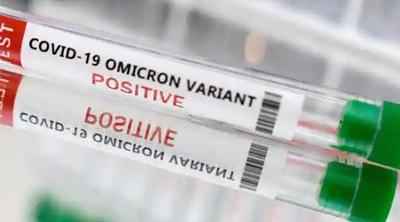 TEST
COVID-19 OMICRON VARIANT
POSITIVE
POSITIVE
COVID-19 OMICRON VARIANT